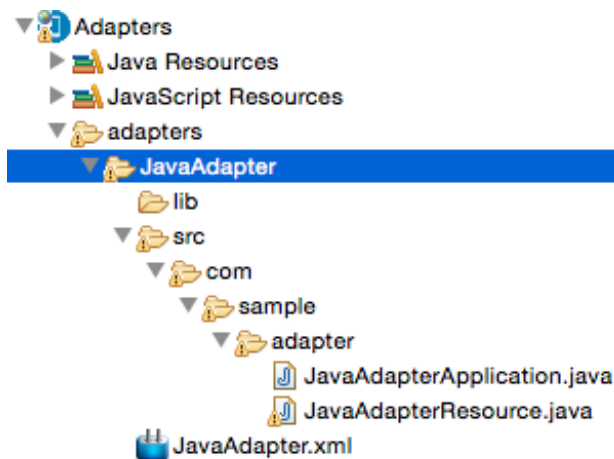 Adapters
Java Resources
JavaScript Resources
adapters
JavaAdapter
lib
src
com
sample
adapter
JavaAdapterApplication.java
JavaAdapterResource.java
JavaAdapter.xml